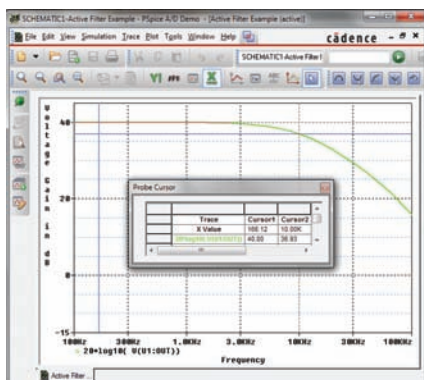 SCHEMATIC1-Active Filter Example - PSpice A/D Demo - [Active Filter Example (active)]
File Edit View Simulation Trace Plot Tools Window Help
cādence
SCHEMATIC1-Active Filter
Voltage Gain in dB
40
20
0
-15
Probe Cursor
Trace Cursor1 Cursor2
X Value 160.12 10.00K
40.00 36.93
100Hz 300Hz 1.0KHz 3.0KHz 10KHz 30KHz 100KHz
20*log10( V(U1:OUT))
Frequency
Active Filter ...